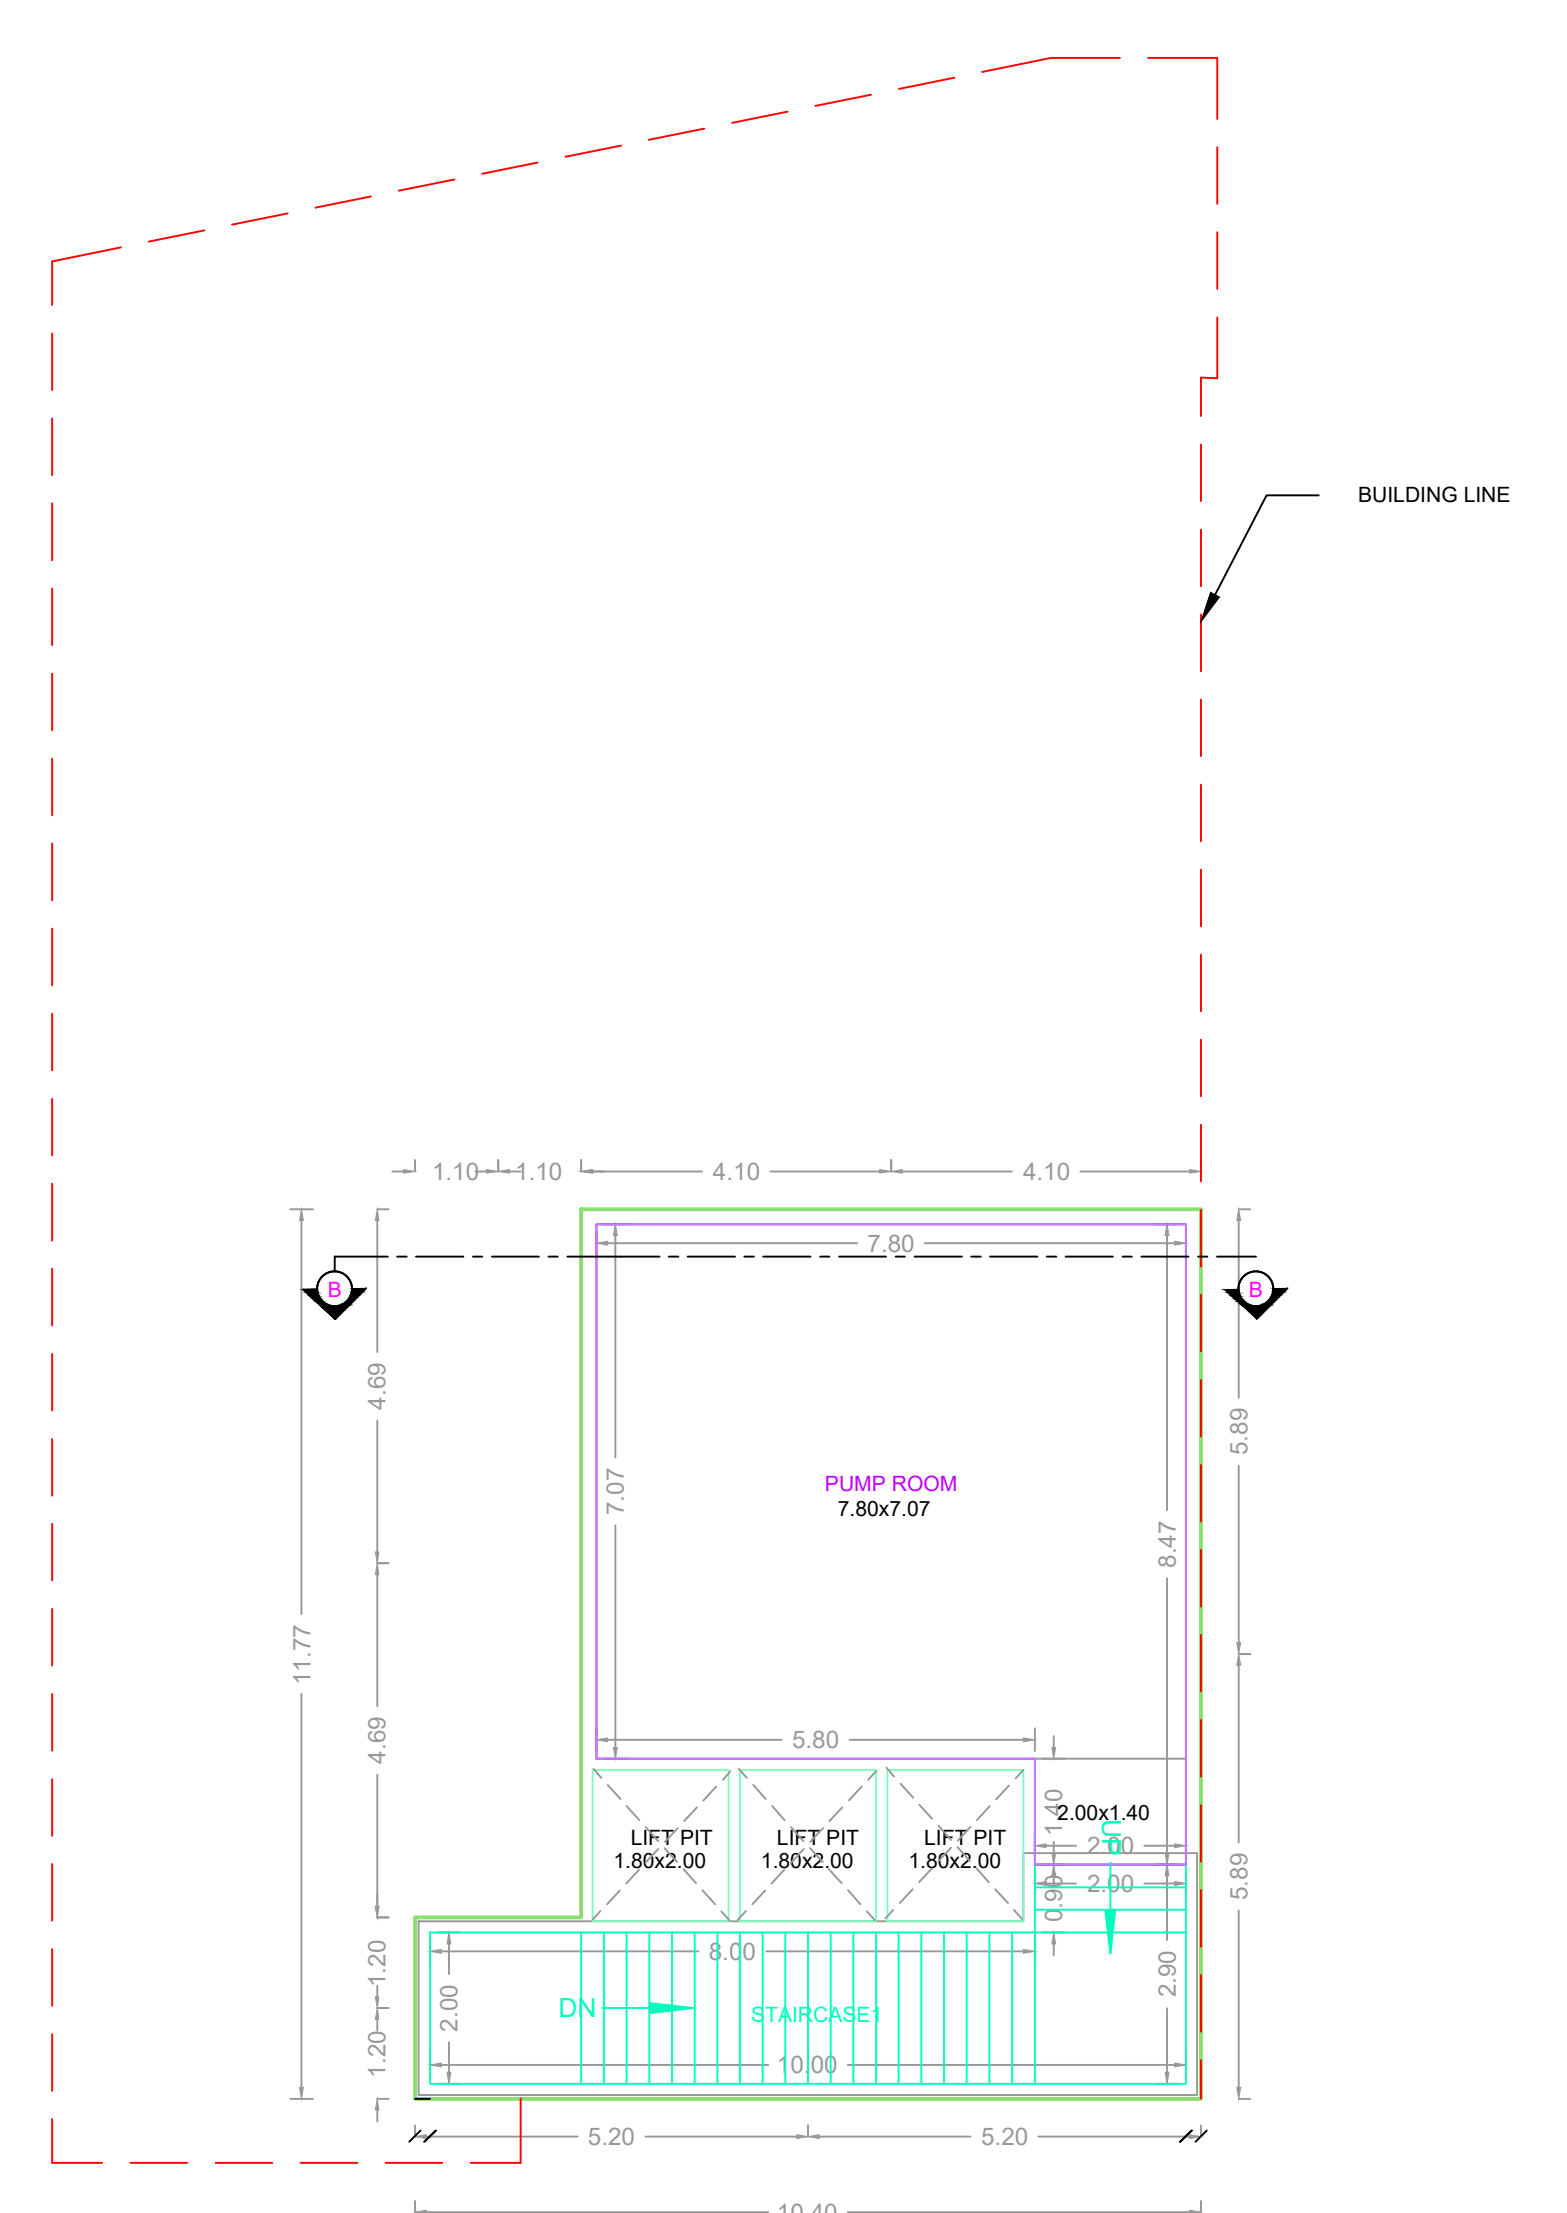 BUILDING LINE
1.10
1.10
4.10
4.10
7.80
B
B
4.69
5.89
7.07
PUMP ROOM
7.80x7.07
8.47
11.77
4.69
5.80
1.40
2.00x1.40
UP
LIFT PIT
1.80x2.00
LIFT PIT
1.80x2.00
LIFT PIT
1.80x2.00
2.00
2.00
0.90
5.89
8.00
1.20
2.00
DN
STAIRCASE1
2.90
1.20
10.00
5.20
5.20
10.40